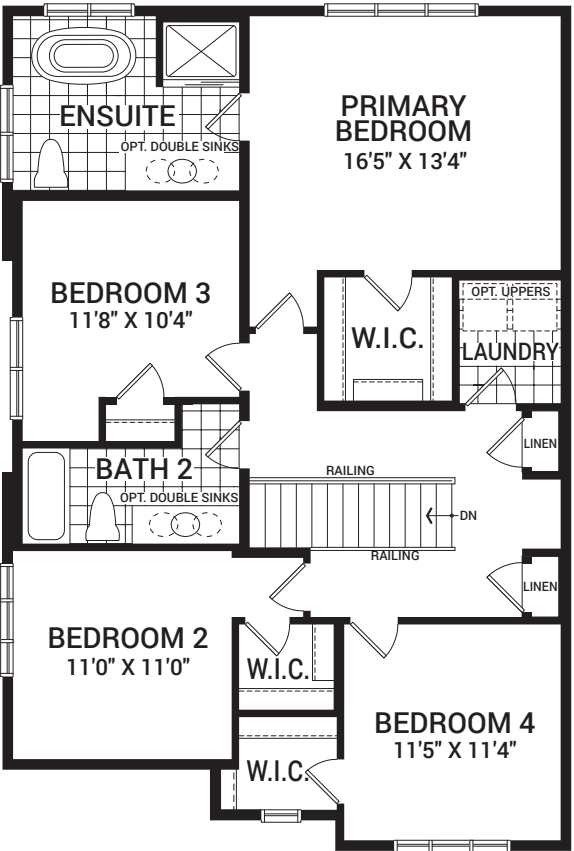 ENSUITE
OPT. DOUBLE SINKS
PRIMARY
BEDROOM
16'5" X 13'4"
BEDROOM 3
11'8" X 10'4"
W.I.C.
OPT. UPPERS
LAUNDRY
LINEN
BATH 2
OPT. DOUBLE SINKS
RAILING
DN
RAILING
LINEN
BEDROOM 2
11'0" X 11'0"
W.I.C.
W.I.C.
BEDROOM 4
11'5" X 11'4"